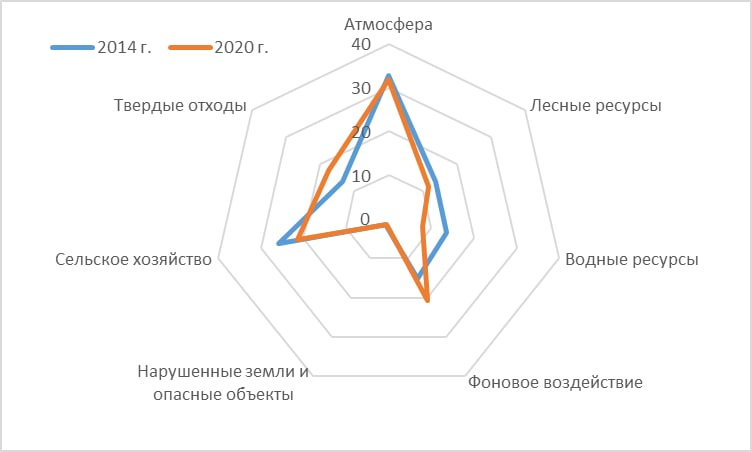 Атмосфера
40
2014 г.
2020 г.
30
Твердые отходы
Лесные ресурсы
20
10
0
Сельское хозяйство
Водные ресурсы
Нарушенные земли и
опасные объекты
Фоновое воздействие